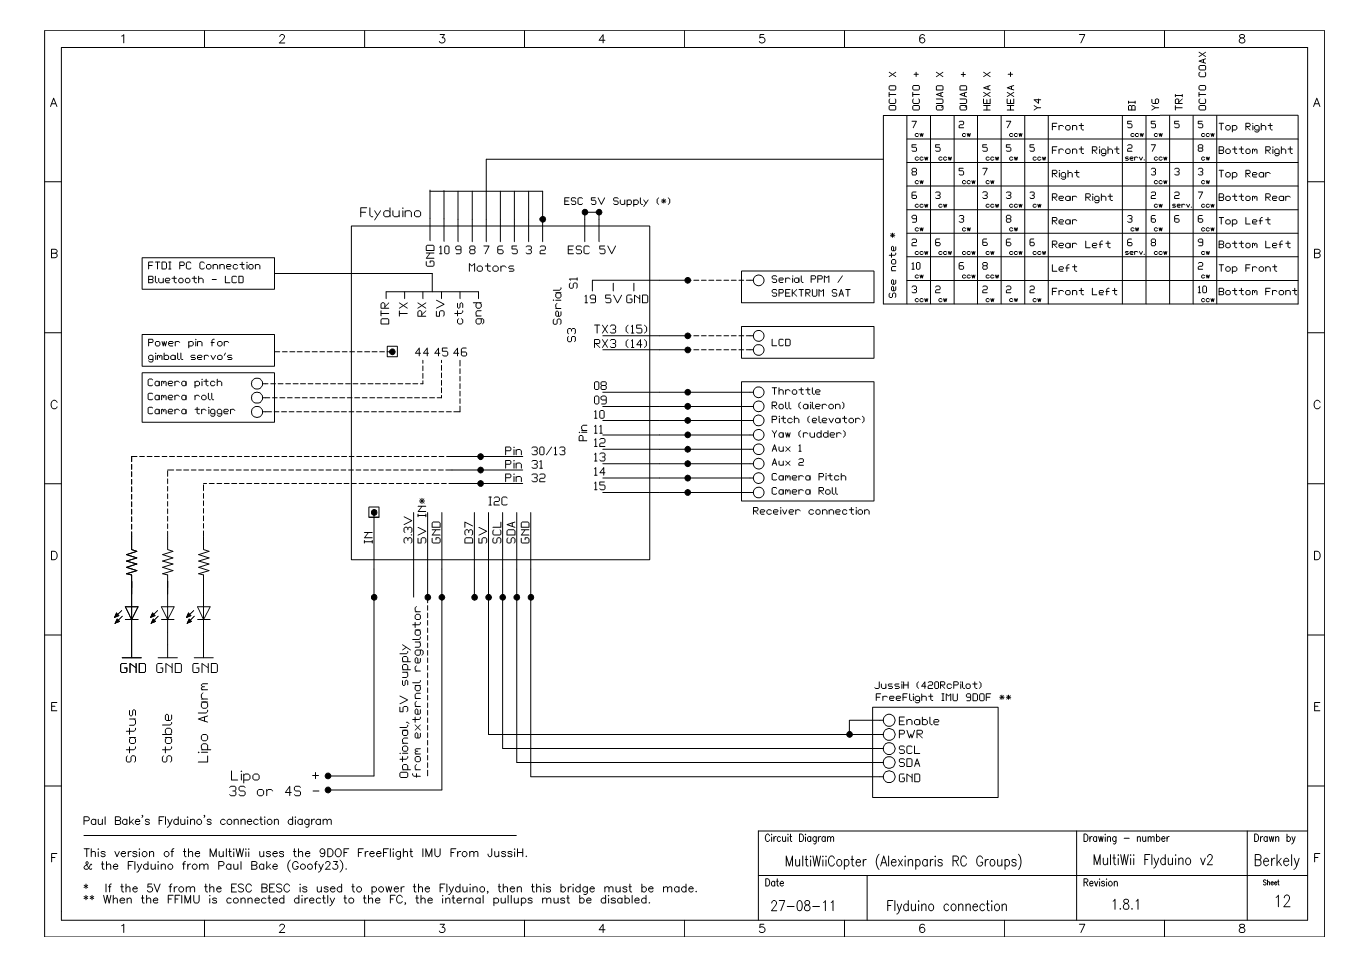 1 2 3 4 5 6 7 8
A A
B B
C C
D D
E E
F F
OCTO X OCTO + QUAD X QUAD + HEXA X HEXA + Y4 BI Y6 TRI OCTO COAX
See note *
7 cw 2 cw 7 ccw Front 5 ccw 5 cw 5 5 cw Top Right
5 ccw 5 ccw 5 ccw 5 cw 5 ccw Front Right 2 serv. 7 ccw 8 ccw Bottom Right
8 cw 5 ccw 7 cw Right 3 ccw 3 3 cw Top Rear
6 ccw 3 cw 3 ccw 3 ccw 3 cw Rear Right 2 cw 2 serv. 7 ccw Bottom Rear
9 cw 3 cw 8 cw Rear 3 cw 6 cw 6 6 ccw Top Left
2 cw 6 ccw 6 cw 6 ccw 6 ccw Rear Left 6 serv. 8 ccw 9 cw Bottom Left
10 cw 6 ccw 8 ccw Left 2 cw Top Front
3 ccw 2 cw 2 cw 2 cw 2 cw Front Left 10 ccw Bottom Front
Flyduino
ESC 5V Supply (*)
GND 10 9 8 7 6 5 3 2
Motors
ESC 5V
FTDI PC Connection
Bluetooth - LCD
DTR TX RX 5V cts gnd
Serial
S1
19 5V GND
Serial PPM /
SPEKTRUM SAT
S3
TX3 (15)
RX3 (14)
LCD
Power pin for
gimball servo's
44 45 46
Camera pitch
Camera roll
Camera trigger
Pin
08 Throttle
09 Roll (aileron)
10 Pitch (elevator)
11 Yaw (rudder)
12 Aux 1
13 Aux 2
14 Camera Pitch
15 Camera Roll
Receiver connection
Pin 30/13
Pin 31
Pin 32
I2C
IN 3.3V 5V IN* GND D37 5V SCL SDA GND
GND GND GND
Status
Stable
Lipo Alarm
Optional, 5V supply
from external regulator
Lipo +
3S or 4S -
JussiH (420RcPilot)
FreeFlight IMU 9DOF **
Enable
PWR
SCL
SDA
GND
Paul Bake's Flyduino's connection diagram
This version of the MultiWii uses the 9DOF FreeFlight IMU From JussiH.
& the Flyduino from Paul Bake (Goofy23).
* If the 5V from the ESC BESC is used to power the Flyduino, then this bridge must be made.
** When the FFIMU is connected directly to the FC, the internal pullups must be disabled.
Circuit Diagram
MultiWiiCopter (Alexinparis RC Groups)
Drawing - number
MultiWii Flyduino v2
Drawn by
Berkely
Date
27-08-11
Flyduino connection
Revision
1.8.1
Sheet
12
1 2 3 4 5 6 7 8